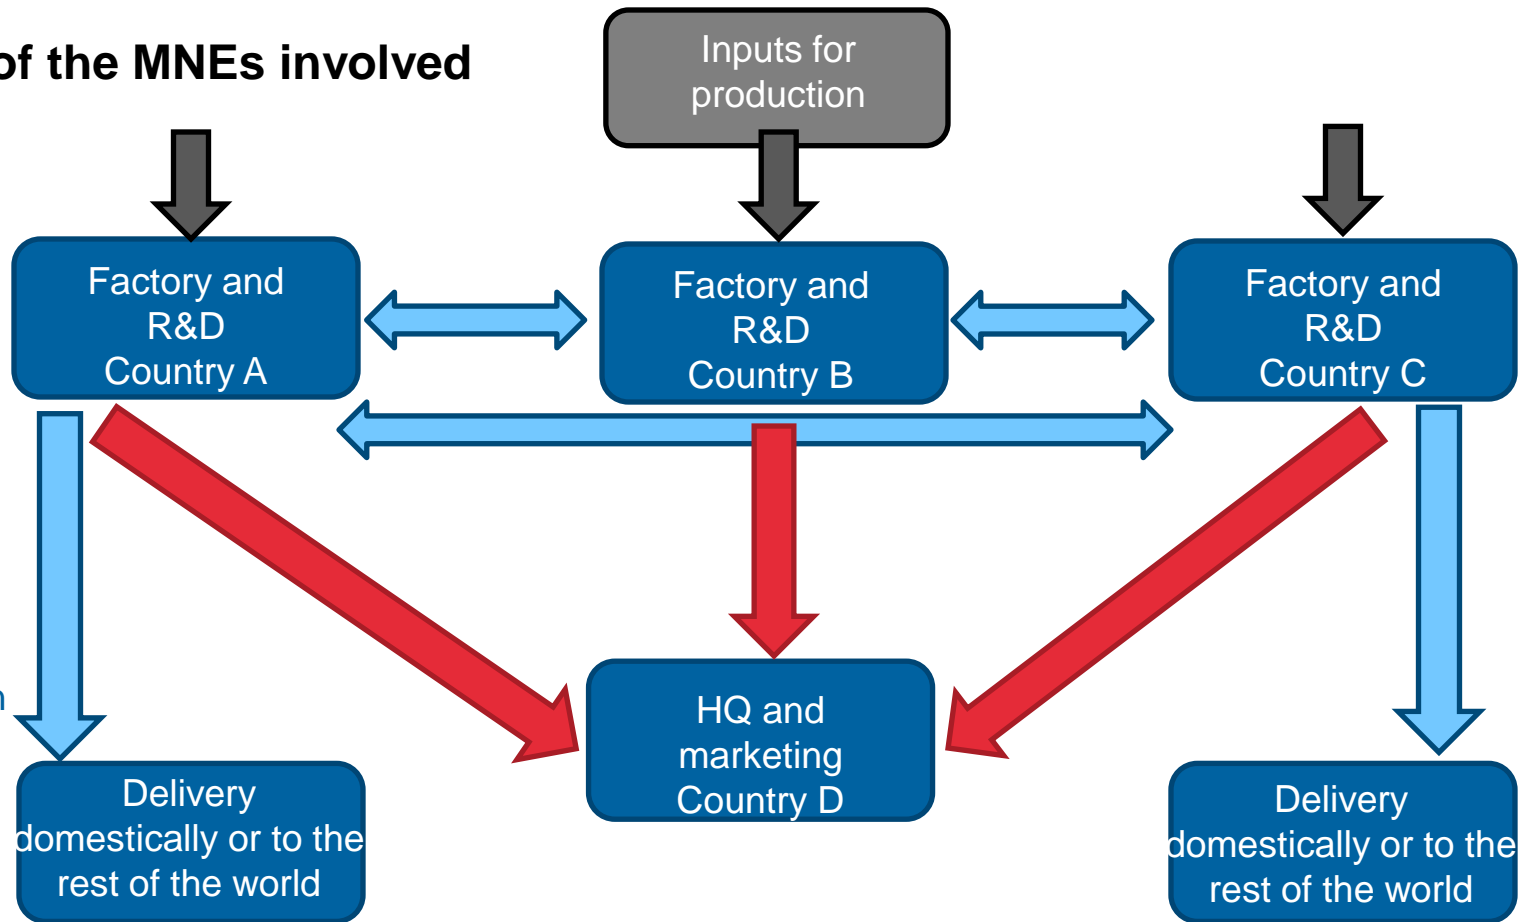 of the MNEs involved
Inputs for
production
Factory and
R&D
Country A
Factory and
R&D
Country B
Factory and
R&D
Country C
HQ and
marketing
Country D
Delivery
domestically or to the
rest of the world
Delivery
domestically or to the
rest of the world